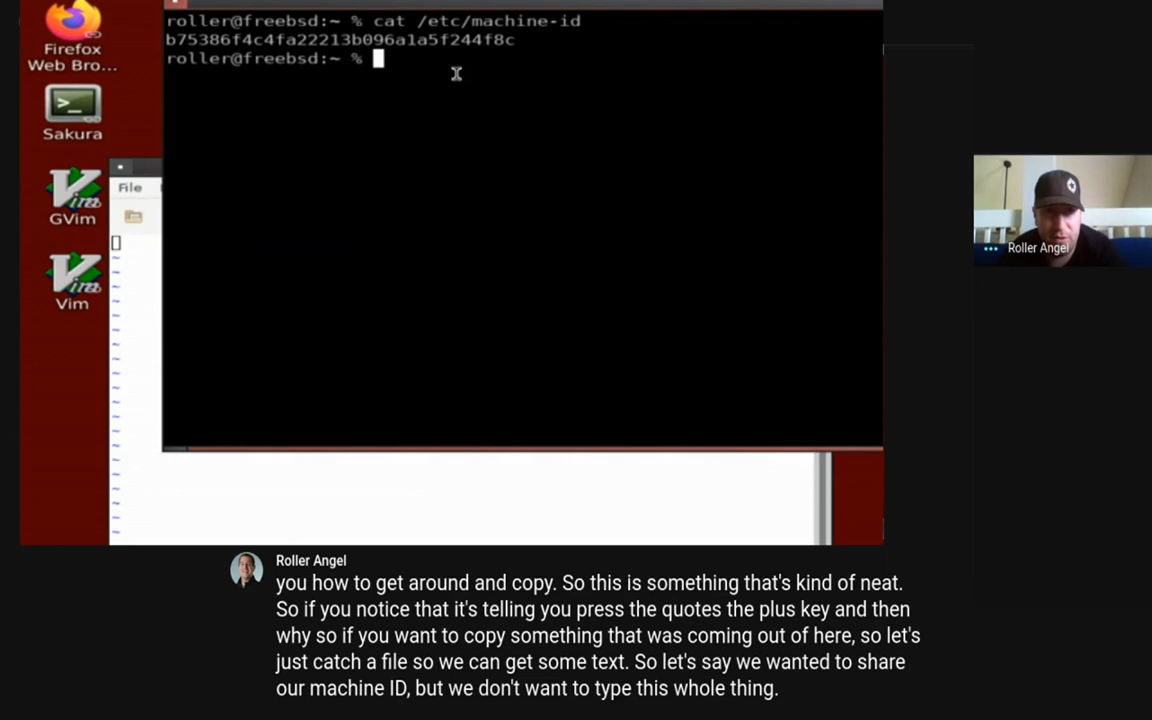 roller@freebsd:~ % cat /etc/machine-id
b75386f4c4fa22213b096a1a5f244f8c
roller@freebsd:~ %
Firefox
Web Bro...
Sakura
GVim
Vim
File
Roller Angel
Roller Angel
you how to get around and copy. So this is something that's kind of neat.
So if you notice that it's telling you press the quotes the plus key and then
why so if you want to copy something that was coming out of here, so let's
just catch a file so we can get some text. So let's say we wanted to share
our machine ID, but we don't want to type this whole thing.